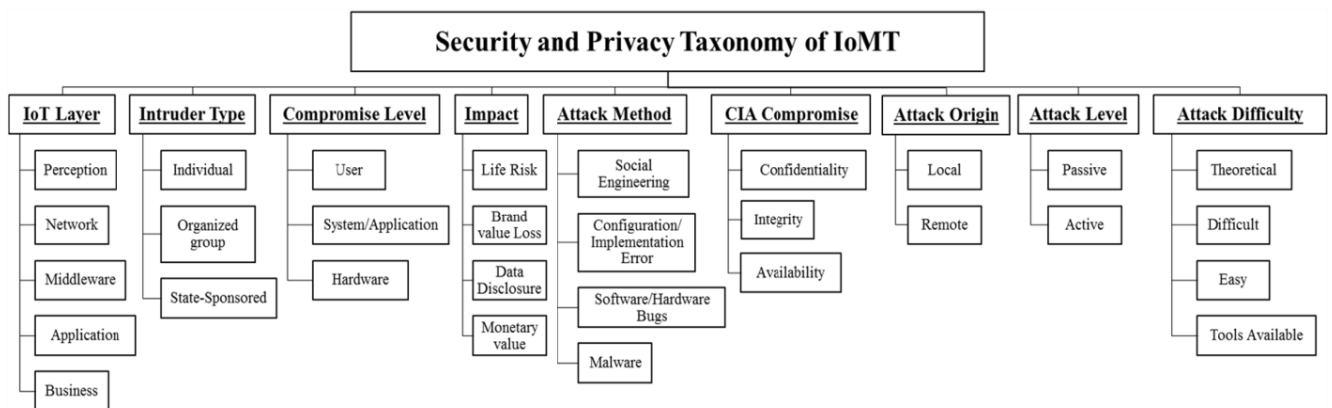 Security and Privacy Taxonomy of IoMT
IoT Layer
Perception
Network
Middleware
Application
Business
Intruder Type
Individual
Organized
group
State-Sponsored
Compromise Level
User
System/Application
Hardware
Impact
Life Risk
Brand
value Loss
Data
Disclosure
Monetary
value
Attack Method
Social
Engineering
Configuration/
Implementation
Error
Software/Hardware
Bugs
Malware
CIA Compromise
Confidentiality
Integrity
Availability
Attack Origin
Local
Remote
Attack Level
Passive
Active
Attack Difficulty
Theoretical
Difficult
Easy
Tools Available